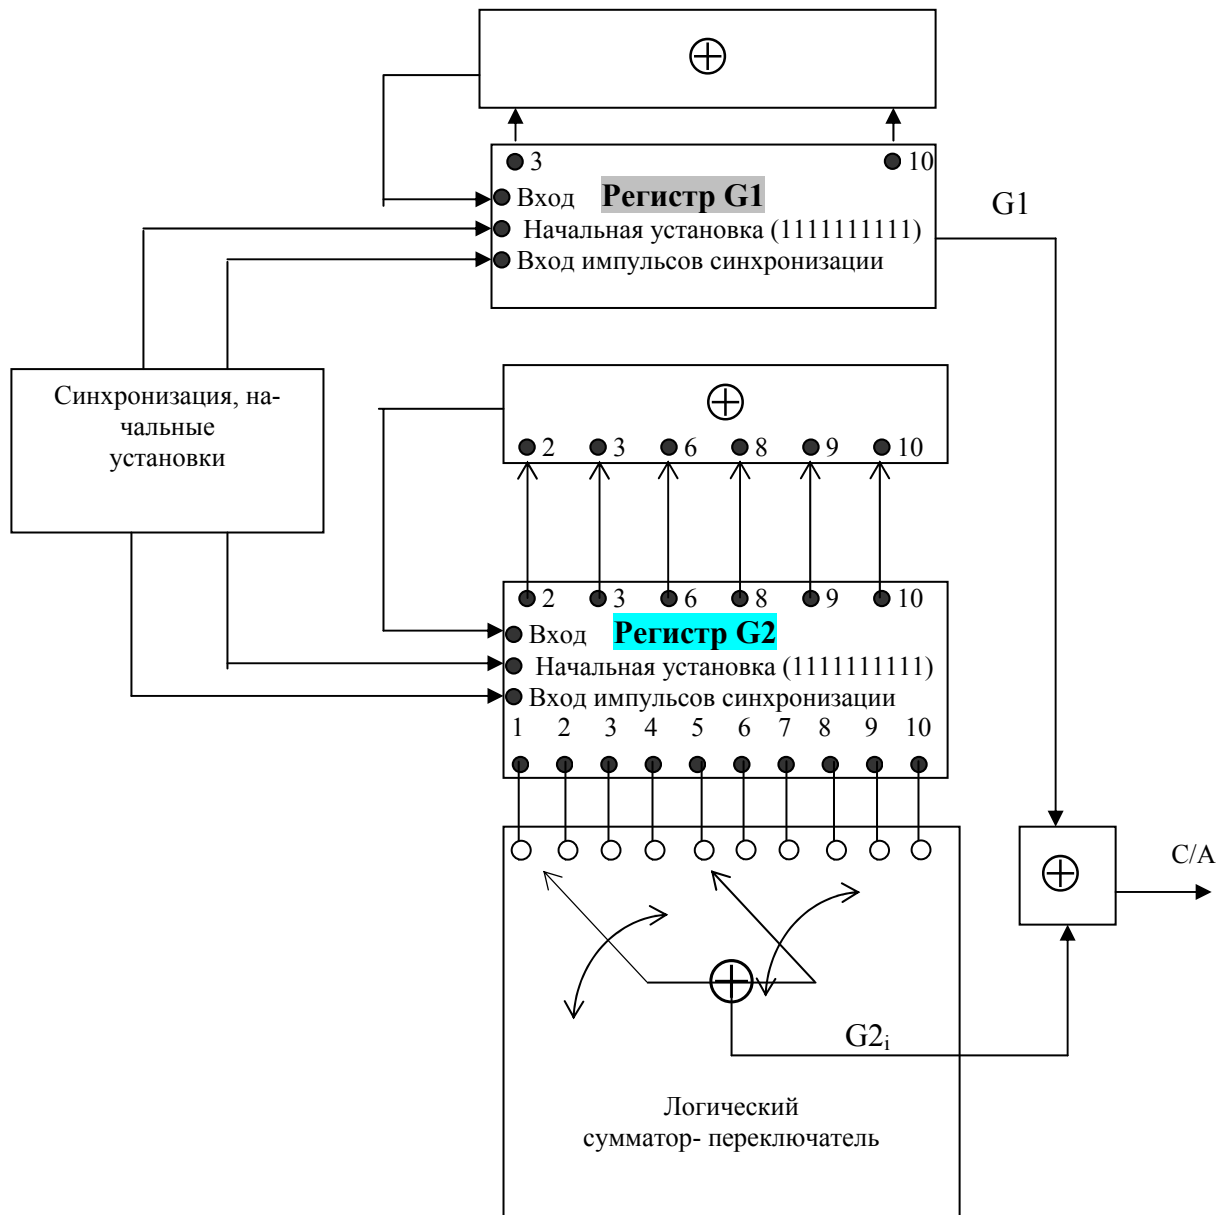 3 10
Вход Регистр G1
Начальная установка (1111111111)
Вход импульсов синхронизации
G1
Синхронизация, на-
чальные
установки
2 3 6 8 9 10
2 3 6 8 9 10
Вход Регистр G2
Начальная установка (1111111111)
Вход импульсов синхронизации
1 2 3 4 5 6 7 8 9 10
C/A
G2i
Логический
сумматор- переключатель